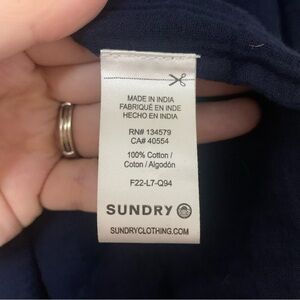 MADE IN INDIA
FABRIQUÉ EN INDE
HECHO EN INDIA
RN# 134579
CA# 40554
100% Cotton /
Coton / Algodón
F22-L7-Q94
SUNDRY
SUNDRYCLOTHING.COM